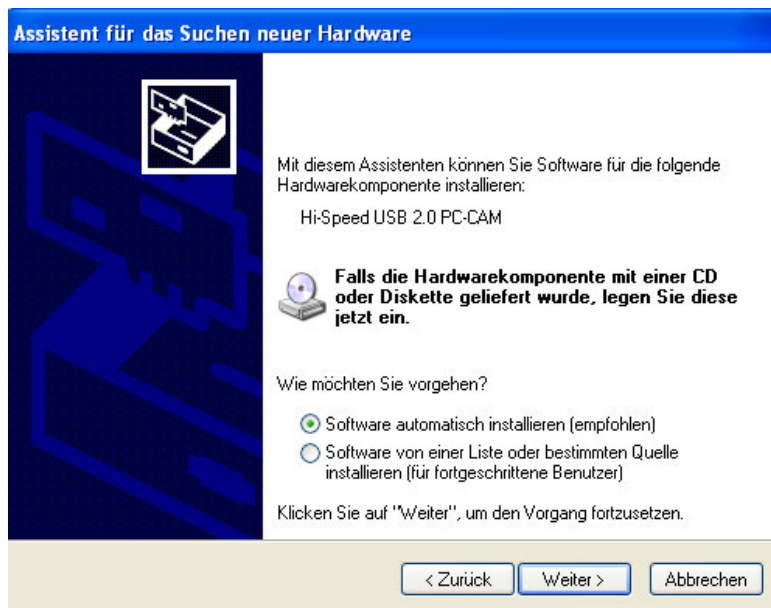 Assistent für das Suchen neuer Hardware
Mit diesem Assistenten können Sie Software für die folgende
Hardwarekomponente installieren:
Hi-Speed USB 2.0 PC-CAM
Falls die Hardwarekomponente mit einer CD
oder Diskette geliefert wurde, legen Sie diese
jetzt ein.
Wie möchten Sie vorgehen?
Software automatisch installieren (empfohlen)
Software von einer Liste oder bestimmten Quelle
installieren (für fortgeschrittene Benutzer)
Klicken Sie auf "Weiter", um den Vorgang fortzusetzen.
< Zurück Weiter > Abbrechen